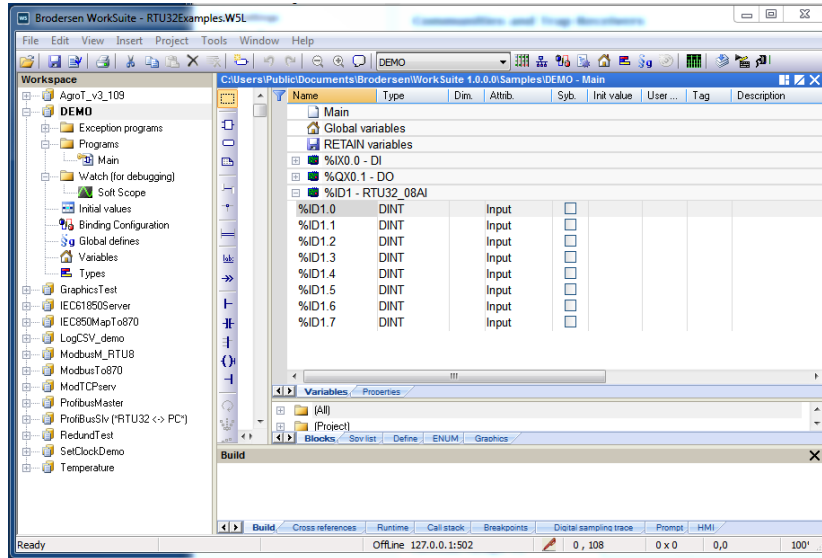 Communities and Trap Receivers
Brodersen WorkSuite - RTU32Examples.W5L
File Edit View Insert Project Tools Window Help
DEMO
Workspace
C:\Users\Public\Documents\Brodersen\WorkSuite 1.0.0.0\Samples\DEMO - Main
AgroT_v3_109
DEMO
Exception programs
Programs
Main
Watch (for debugging)
Soft Scope
Initial values
Binding Configuration
Global defines
Variables
Types
GraphicsTest
IEC61850Server
IEC850MapTo870
LogCSV_demo
ModbusM_RTU8
ModbusTo870
ModTCPserv
ProfibusMaster
ProfiBusSlv (*RTU32 <-> PC*)
RedundTest
SetClockDemo
Temperature
Name Type Dim. Attrib. Syb. Init value User ... Tag Description
Main
Global variables
RETAIN variables
%IX0.0 - DI
%QX0.1 - DO
%ID1 - RTU32_08AI
%ID1.0 DINT Input
%ID1.1 DINT Input
%ID1.2 DINT Input
%ID1.3 DINT Input
%ID1.4 DINT Input
%ID1.5 DINT Input
%ID1.6 DINT Input
%ID1.7 DINT Input
Variables Properties
(All)
(Project)
Blocks Spy list Define ENUM Graphics
Build
Build Cross references Runtime Call stack Breakpoints Digital sampling trace Prompt HMI
Ready OffLine 127.0.0.1:502 0 , 108 0 x 0 0,0 100%